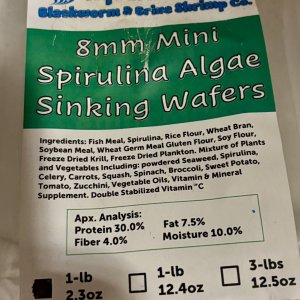 Blackworm & Brine Shrimp Co.
8mm Mini
Spirulina Algae
Sinking Wafers
Ingredients: Fish Meal, Spirulina, Rice Flour, Wheat Bran,
Soybean Meal, Wheat Germ Meal Gluten Flour, Soy Flour,
Freeze Dried Krill, Freeze Dried Plankton. Mixture of Plants
and Vegetables Including: powdered Seaweed, Spirulina,
Celery, Carrots, Squash, Spinach, Broccoli, Sweet Potato,
Tomato, Zucchini, Vegetable Oils, Vitamin & Mineral
Supplement. Double Stabilized Vitamin "C
Apx. Analysis:
Protein 30.0% Fat 7.5%
Fiber 4.0% Moisture 10.0%
1-lb 1-lb 3-lbs
2.3oz 12.4oz 12.5oz